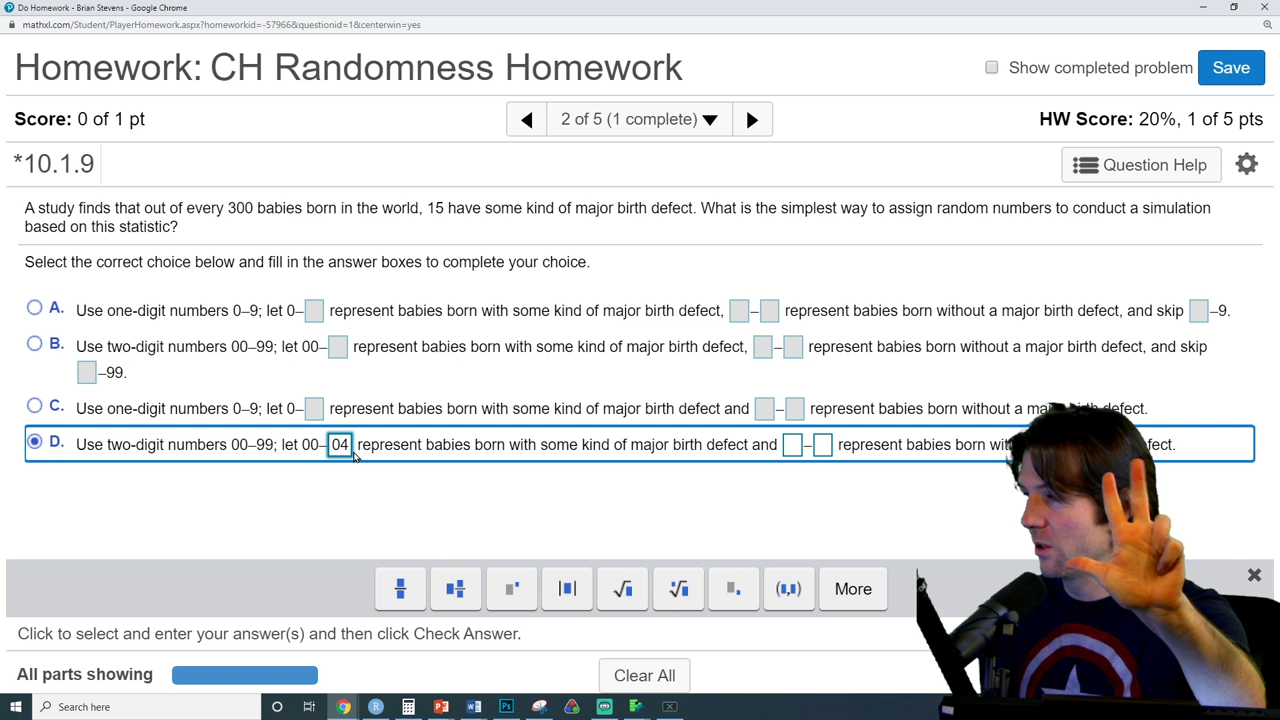 Do Homework - Brian Stevens - Google Chrome
mathxl.com/Student/PlayerHomework.aspx?homeworkid=-57966&questionid=1&centerwin=yes
Homework: CH Randomness Homework
Show completed problem
Save
Score: 0 of 1 pt
2 of 5 (1 complete)
HW Score: 20%, 1 of 5 pts
*10.1.9
Question Help
A study finds that out of every 300 babies born in the world, 15 have some kind of major birth defect. What is the simplest way to assign random numbers to conduct a simulation
based on this statistic?
Select the correct choice below and fill in the answer boxes to complete your choice.
A. Use one-digit numbers 0–9; let 0– represent babies born with some kind of major birth defect, – represent babies born without a major birth defect, and skip –9.
B. Use two-digit numbers 00–99; let 00– represent babies born with some kind of major birth defect, – represent babies born without a major birth defect, and skip
–99.
C. Use one-digit numbers 0–9; let 0– represent babies born with some kind of major birth defect and – represent babies born without a defect.
D. Use two-digit numbers 00–99; let 00–04 represent babies born with some kind of major birth defect and – represent babies born
More
Click to select and enter your answer(s) and then click Check Answer.
All parts showing
Clear All
Search here